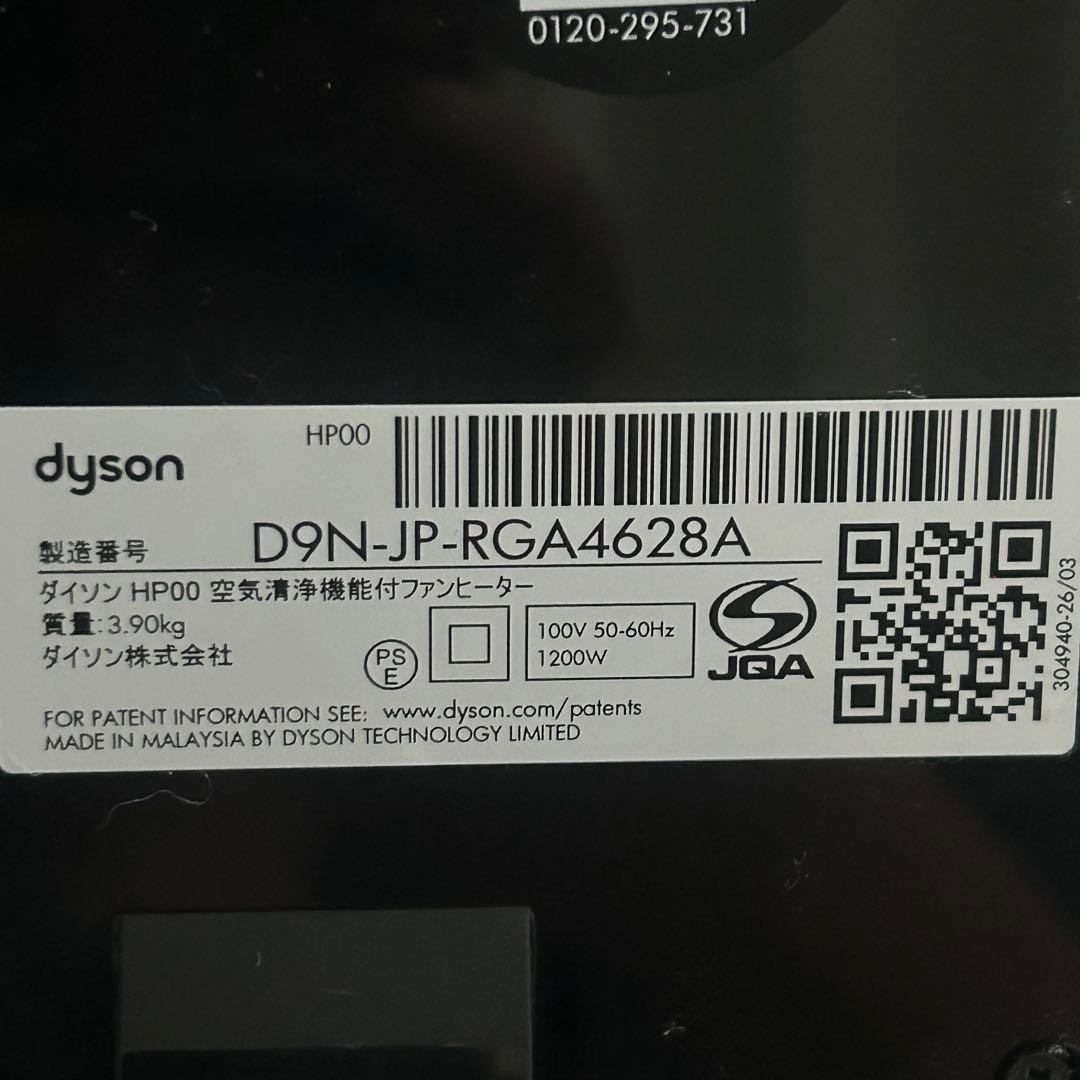 0120-295-731
HP00
dyson
製造番号 D9N-JP-RGA4628A
ダイソン HP00 空気清浄機能付ファンヒーター
質量:3.90kg
ダイソン株式会社
PS
E
100V 50-60Hz
1200W
JQA
304940-26/03
FOR PATENT INFORMATION SEE: www.dyson.com/patents
MADE IN MALAYSIA BY DYSON TECHNOLOGY LIMITED